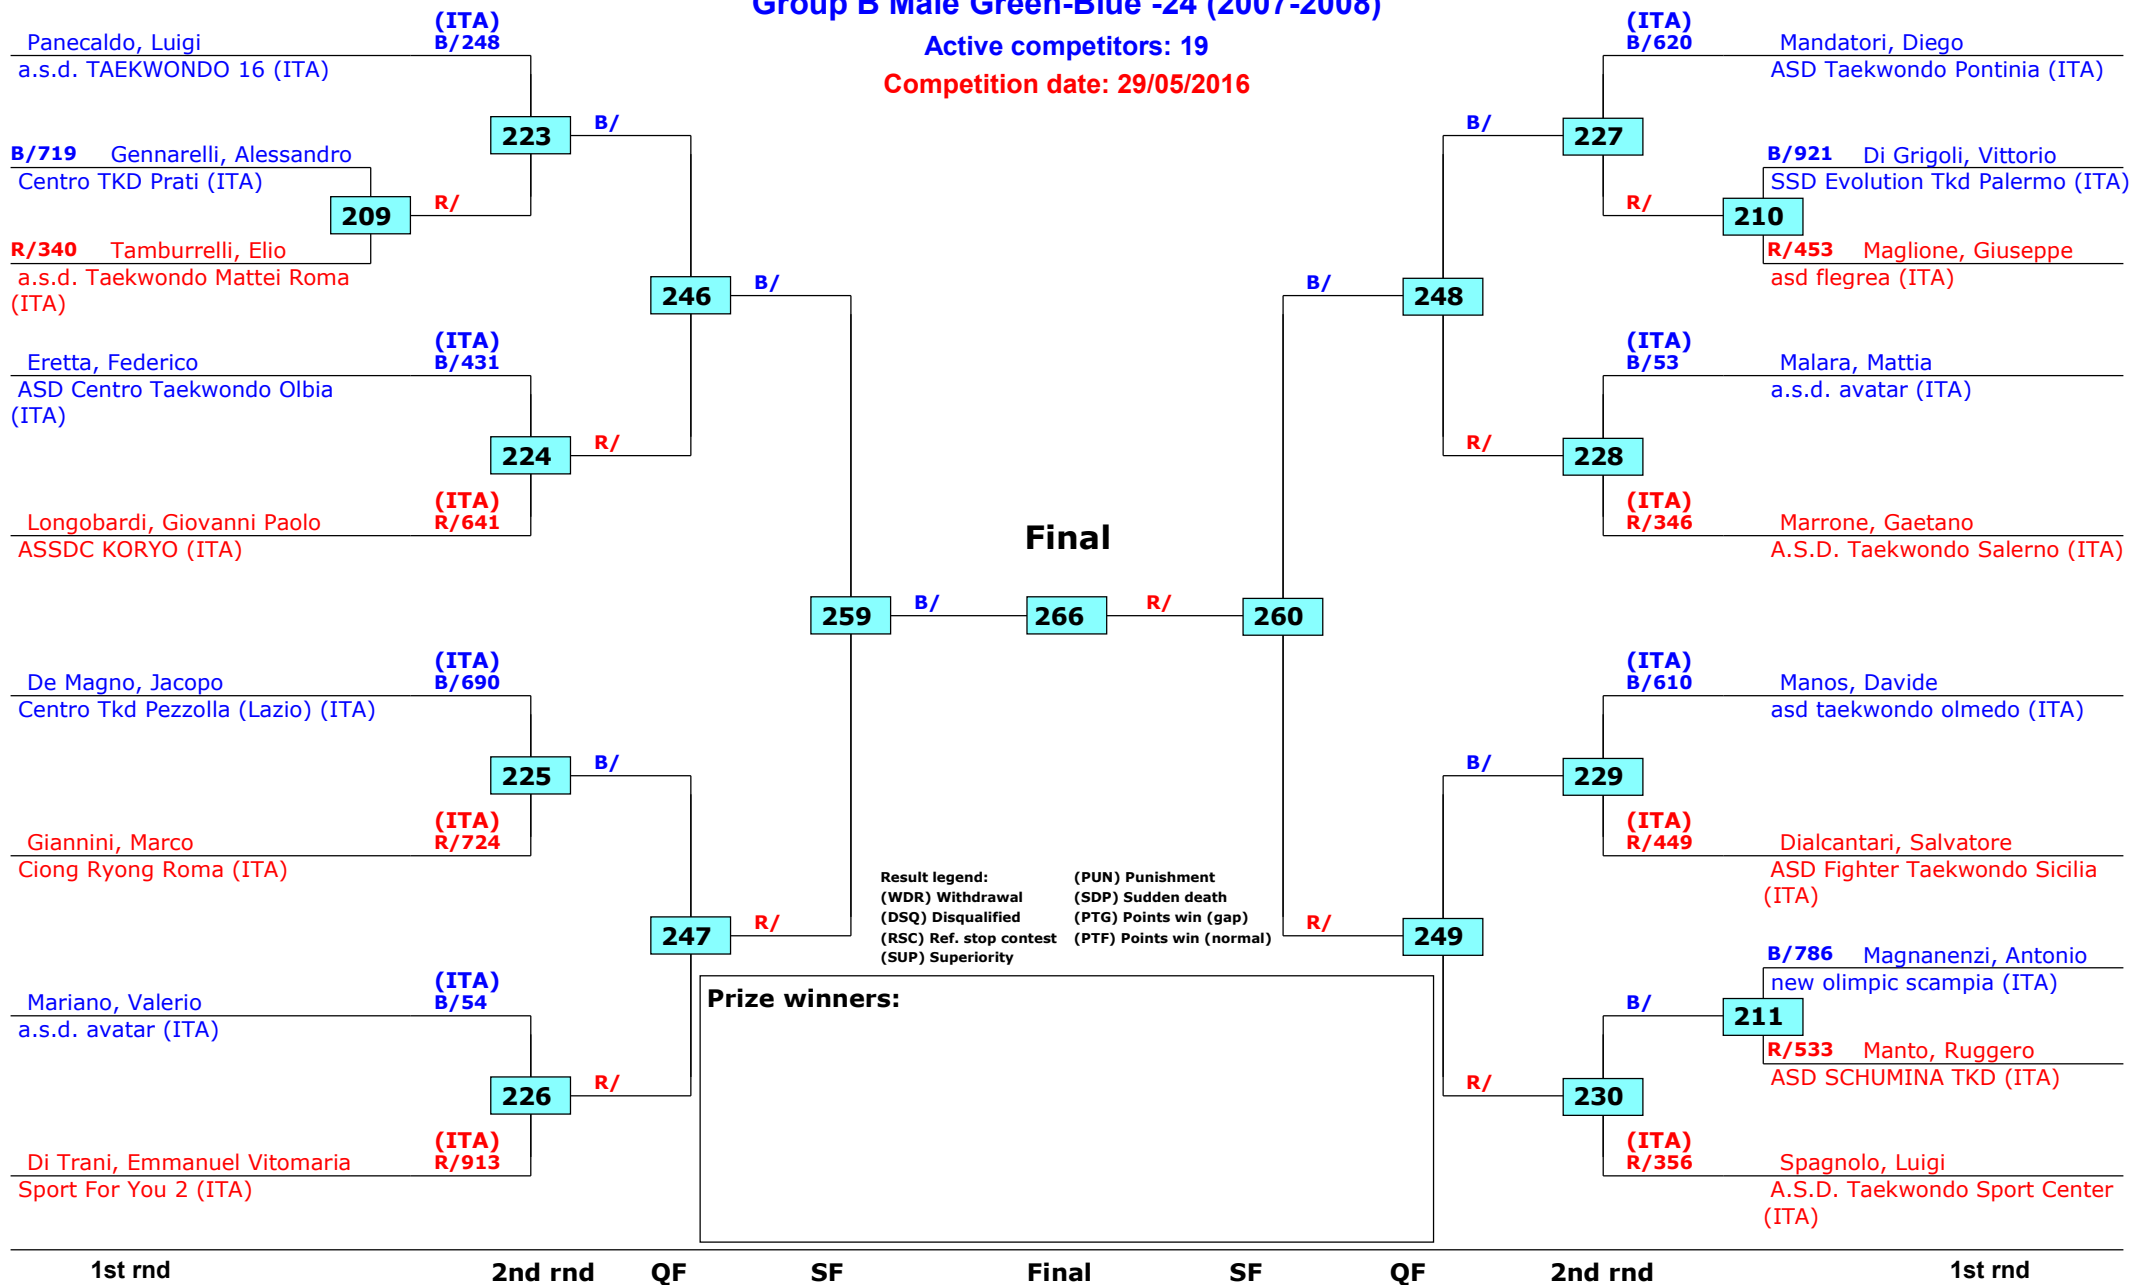 Group B Male Green-Blue -24 (2007-2008)
Active competitors: 19
Competition date: 29/05/2016
(ITA)
Panecaldo, Luigi B/248
a.s.d. TAEKWONDO 16 (ITA)
223
B/
B/719 Gennarelli, Alessandro
Centro TKD Prati (ITA)
209
R/
R/340 Tamburrelli, Elio
a.s.d. Taekwondo Mattei Roma
(ITA)
246
B/
(ITA)
Eretta, Federico B/431
ASD Centro Taekwondo Olbia
(ITA)
224
R/
(ITA)
Longobardi, Giovanni Paolo R/641
ASSDC KORYO (ITA)
259
B/
(ITA)
De Magno, Jacopo B/690
Centro Tkd Pezzolla (Lazio) (ITA)
225
B/
(ITA)
Giannini, Marco R/724
Ciong Ryong Roma (ITA)
247
R/
(ITA)
Mariano, Valerio B/54
a.s.d. avatar (ITA)
226
R/
(ITA)
Di Trani, Emmanuel Vitomaria R/913
Sport For You 2 (ITA)
Final
266
R/
260
(ITA)
B/620 Mandatori, Diego
ASD Taekwondo Pontinia (ITA)
B/
227
B/921 Di Grigoli, Vittorio
SSD Evolution Tkd Palermo (ITA)
R/
210
R/453 Maglione, Giuseppe
asd flegrea (ITA)
B/
248
(ITA)
B/53 Malara, Mattia
a.s.d. avatar (ITA)
R/
228
(ITA)
R/346 Marrone, Gaetano
A.S.D. Taekwondo Salerno (ITA)
(ITA)
B/610 Manos, Davide
asd taekwondo olmedo (ITA)
B/
229
(ITA)
R/449 Dialcantari, Salvatore
ASD Fighter Taekwondo Sicilia
(ITA)
R/
249
B/786 Magnanenzi, Antonio
new olimpic scampia (ITA)
B/
211
R/533 Manto, Ruggero
ASD SCHUMINA TKD (ITA)
R/
230
(ITA)
R/356 Spagnolo, Luigi
A.S.D. Taekwondo Sport Center
(ITA)
Result legend: (PUN) Punishment
(WDR) Withdrawal (SDP) Sudden death
(DSQ) Disqualified (PTG) Points win (gap)
(RSC) Ref. stop contest (PTF) Points win (normal)
(SUP) Superiority
Prize winners:
1st rnd 2nd rnd QF SF Final SF QF 2nd rnd 1st rnd